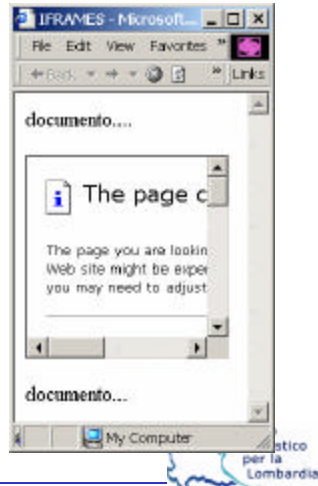 IFRAMES - Microsoft...
File Edit View Favorites »
Back » Links
documento....
The page c
The page you are lookin
Web site might be exper
you may need to adjust
documento...
My Computer
stico
per la
Lombardia